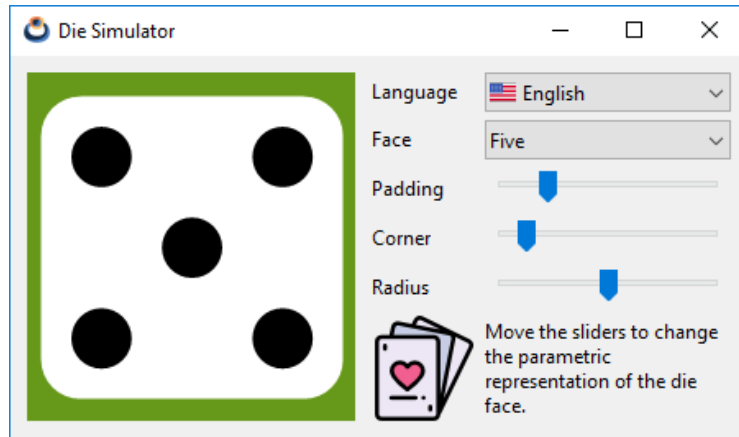 Die Simulator
Language
English
Face
Five
Padding
Corner
Radius
Move the sliders to change
the parametric
representation of the die
face.